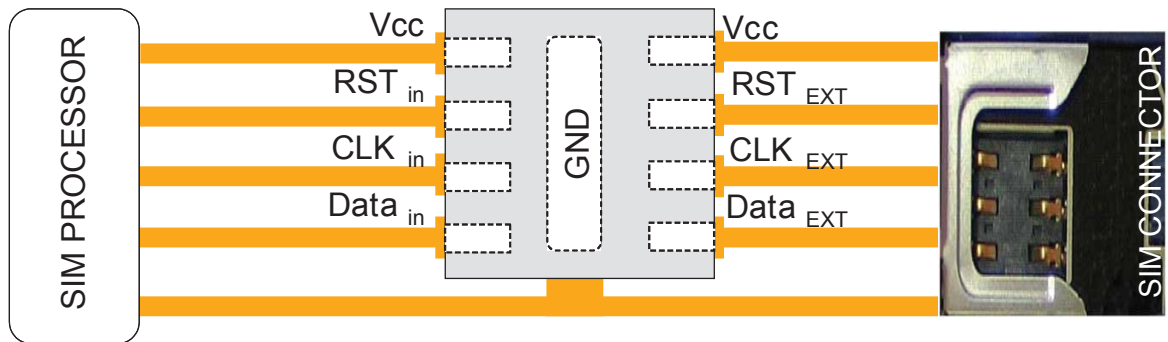 SIM PROCESSOR
Vcc
RST in
CLK in
Data in
GND
Vcc
RST EXT
CLK EXT
Data EXT
SIM CONNECTOR